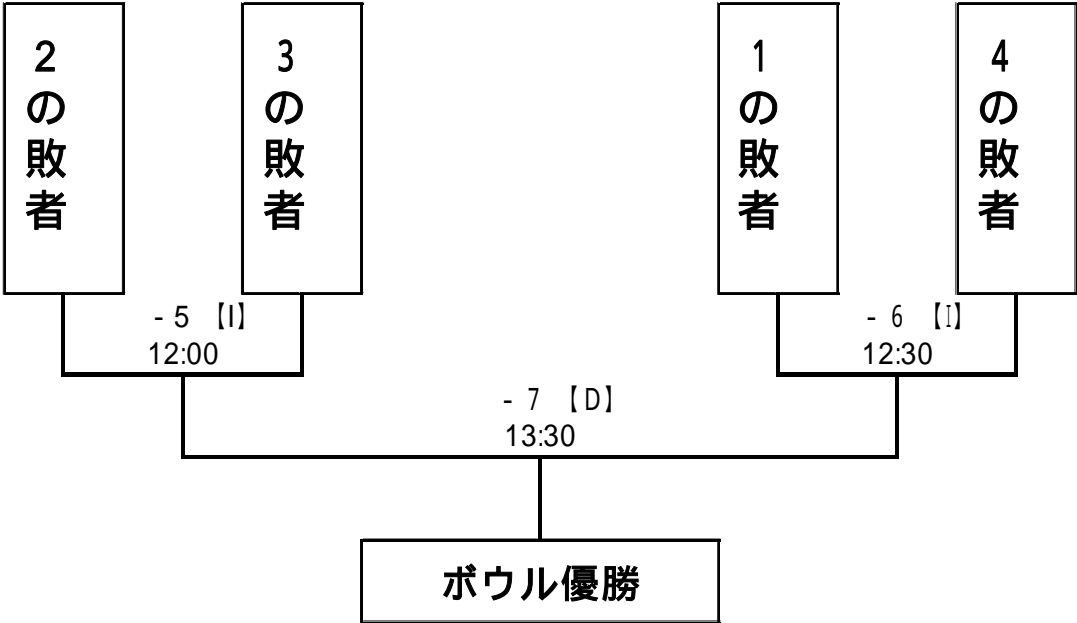 2の敗者
3の敗者
1の敗者
4の敗者
- 5 【I】
12:00
- 6 【I】
12:30
- 7 【D】
13:30
ボウル優勝